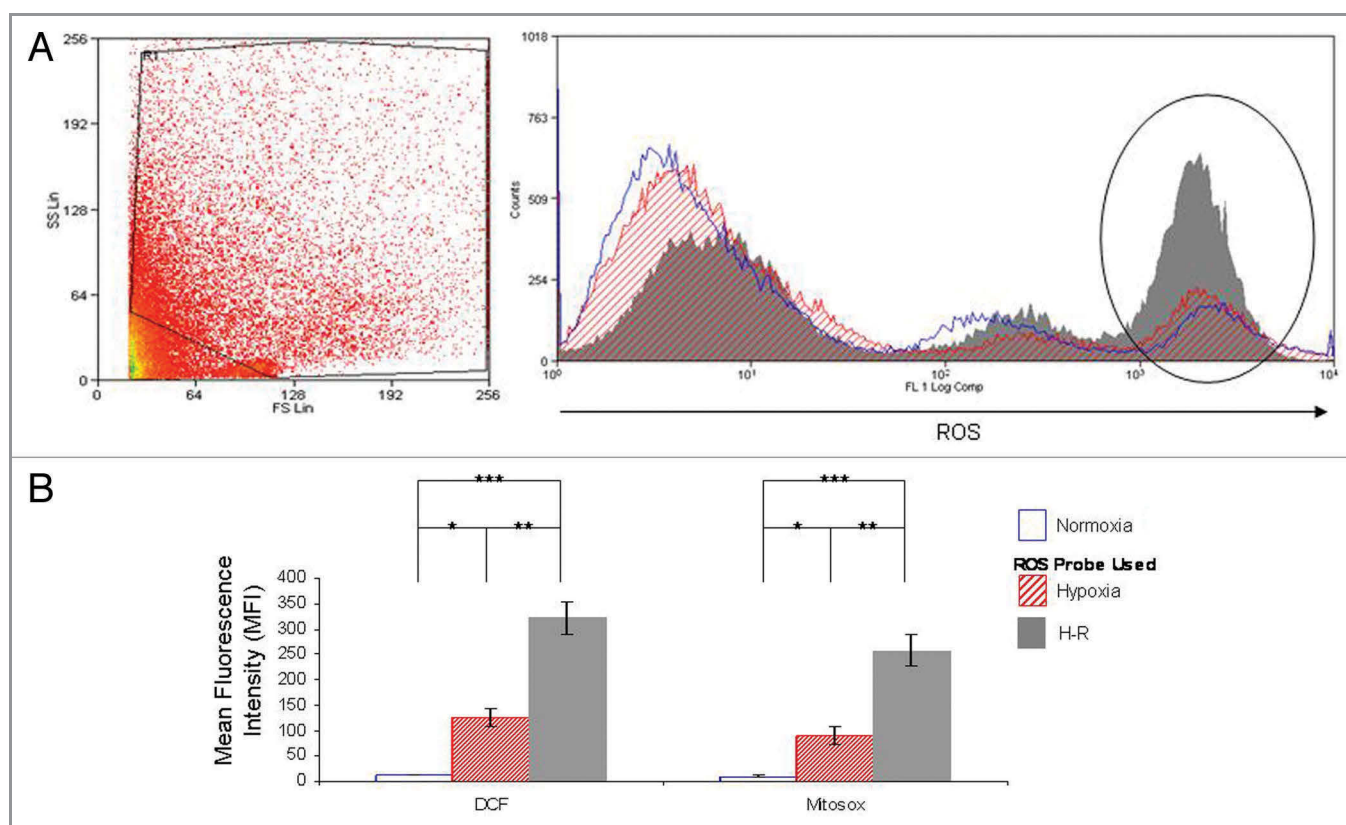 A
256
192
128
64
0
R1
SS Lin
0 64 128 192 256
FS Lin
1018
763
509
254
0
Counts
10⁰ 10¹ 10² 10³ 10⁴
FL 1 Log Comp
ROS
B
*** ***
* ** * **
Mean Fluorescence
Intensity (MFI)
400
350
300
250
200
150
100
50
0
DCF Mitosox
Normoxia
ROS Probe Used
Hypoxia
H-R